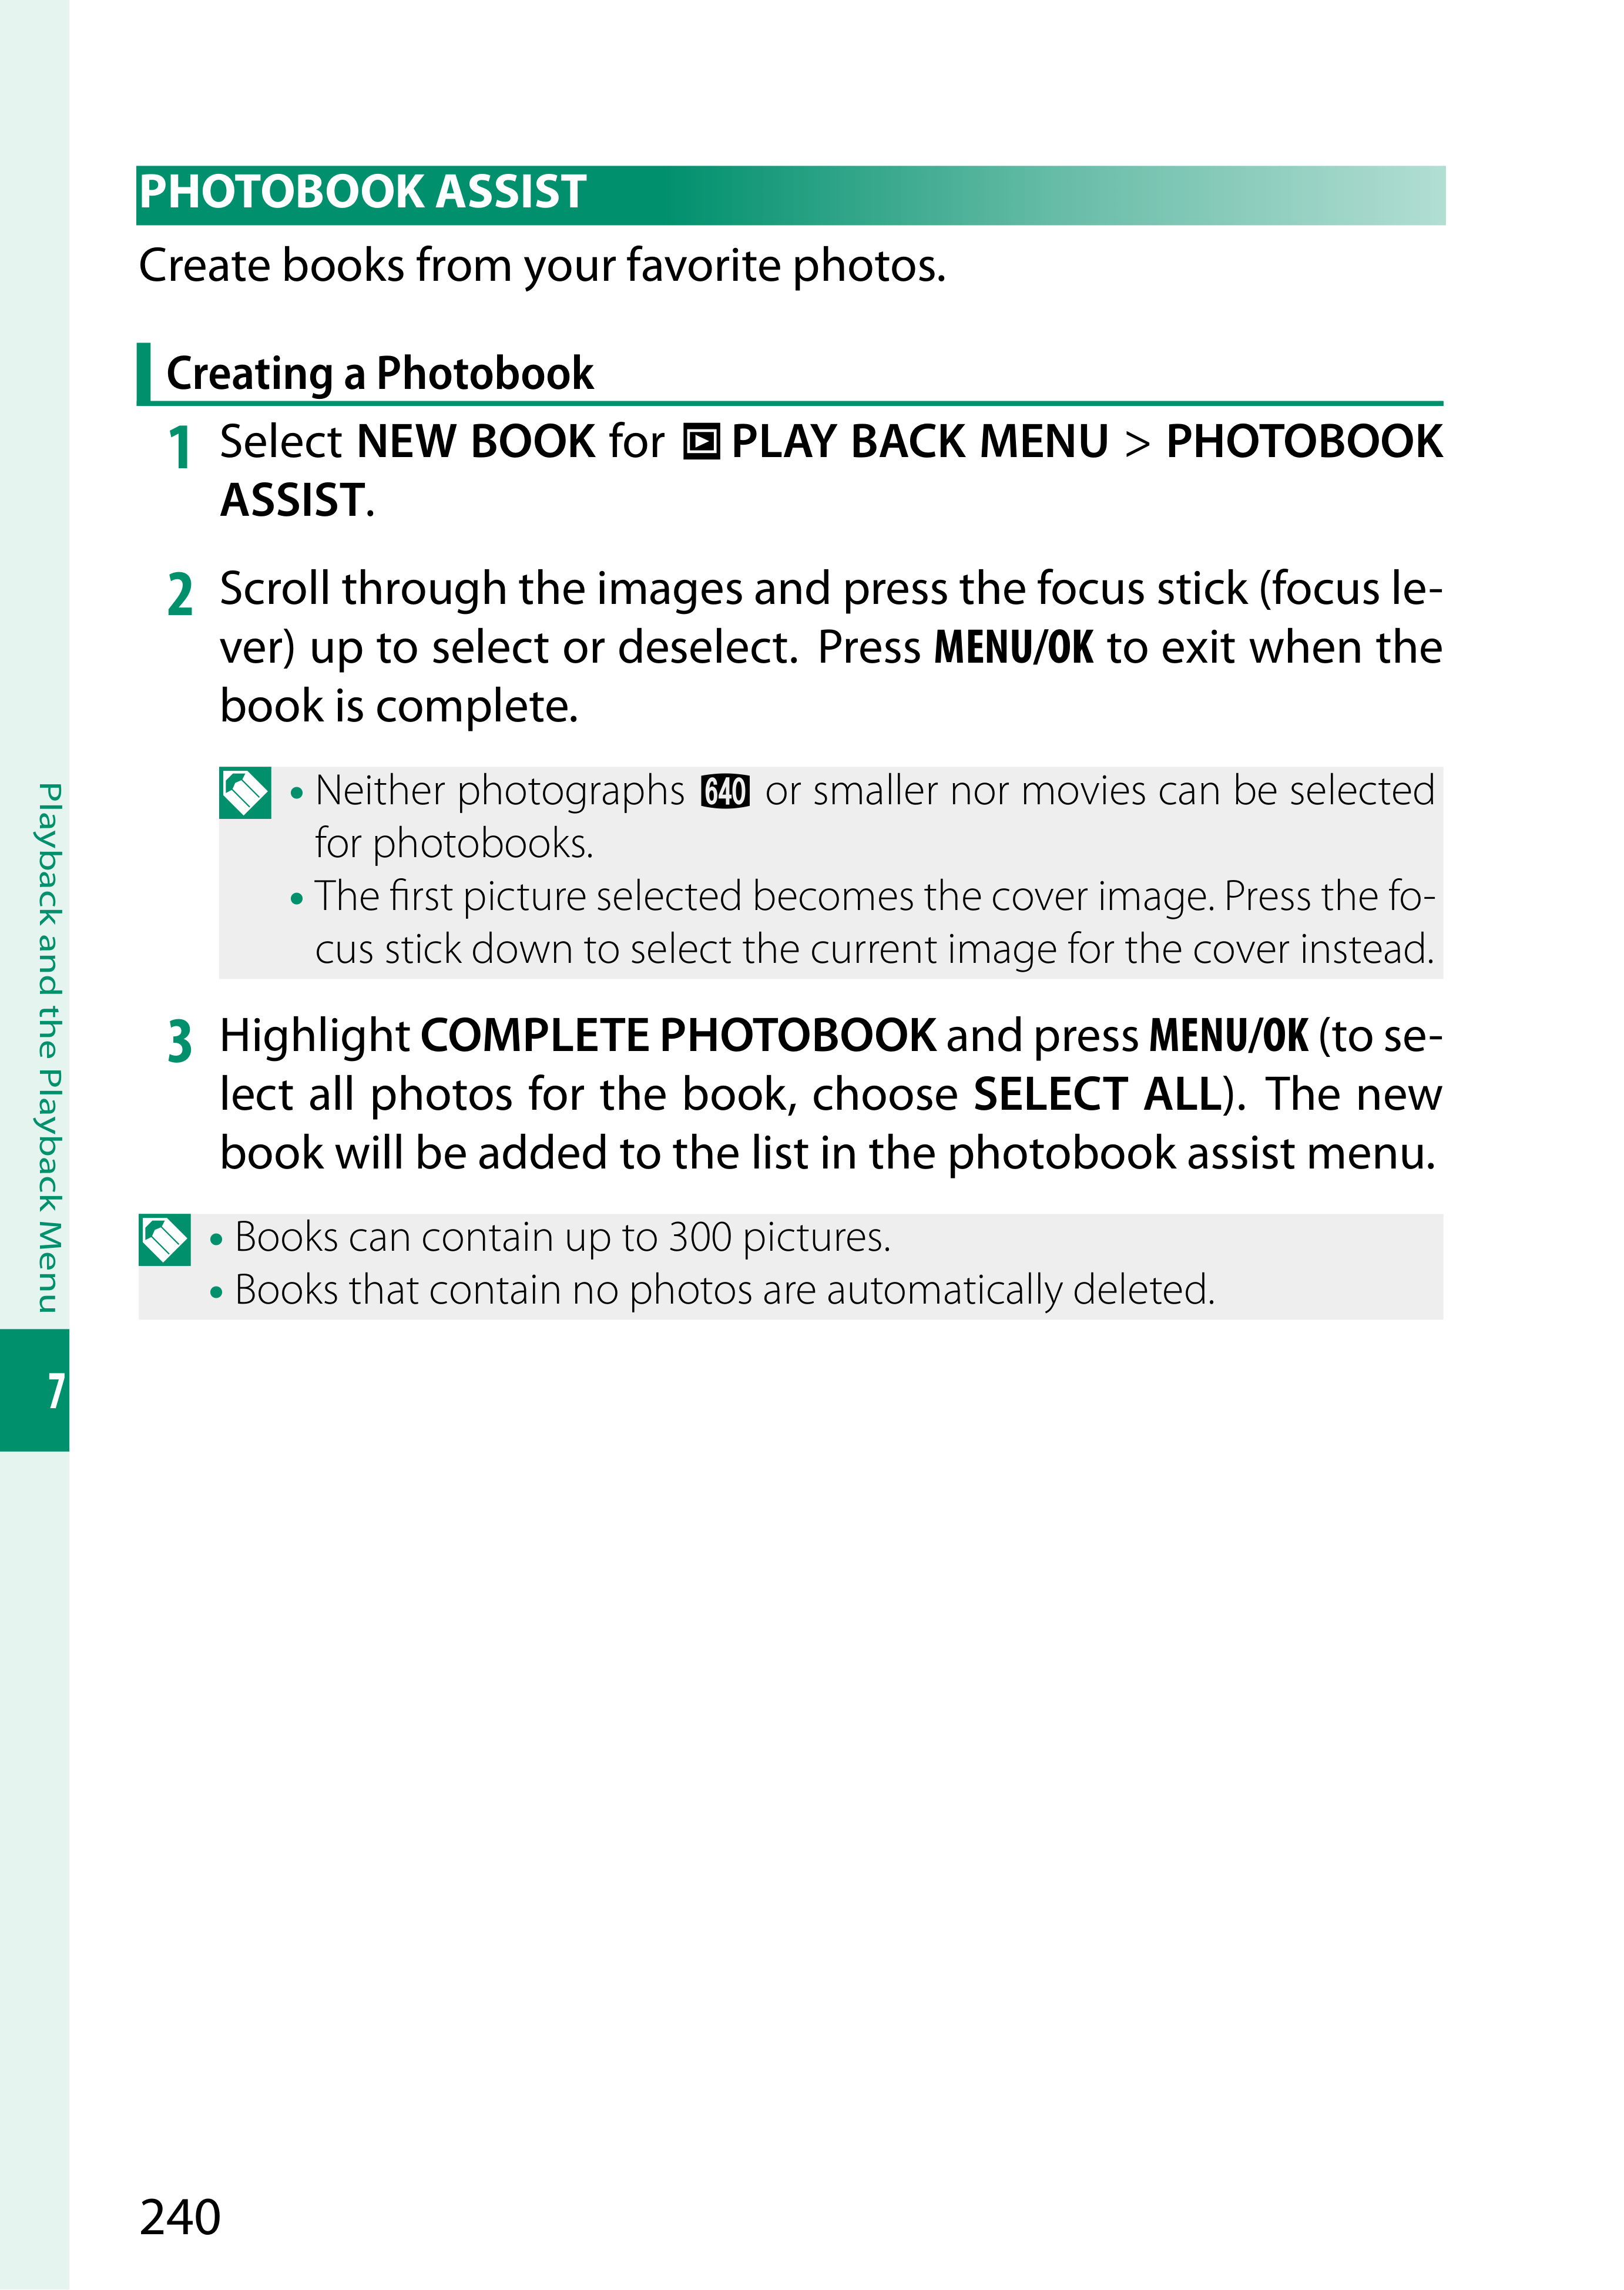 PHOTOBOOK ASSIST
Create books from your favorite photos.
Creating a Photobook
1 Select NEW BOOK for PLAY BACK MENU > PHOTOBOOK
ASSIST.
2 Scroll through the images and press the focus stick (focus le-
ver) up to select or deselect. Press MENU/OK to exit when the
book is complete.
• Neither photographs 640 or smaller nor movies can be selected
for photobooks.
• The first picture selected becomes the cover image. Press the fo-
cus stick down to select the current image for the cover instead.
3 Highlight COMPLETE PHOTOBOOK and press MENU/OK (to se-
lect all photos for the book, choose SELECT ALL). The new
book will be added to the list in the photobook assist menu.
• Books can contain up to 300 pictures.
• Books that contain no photos are automatically deleted.
Playback and the Playback Menu
7
240